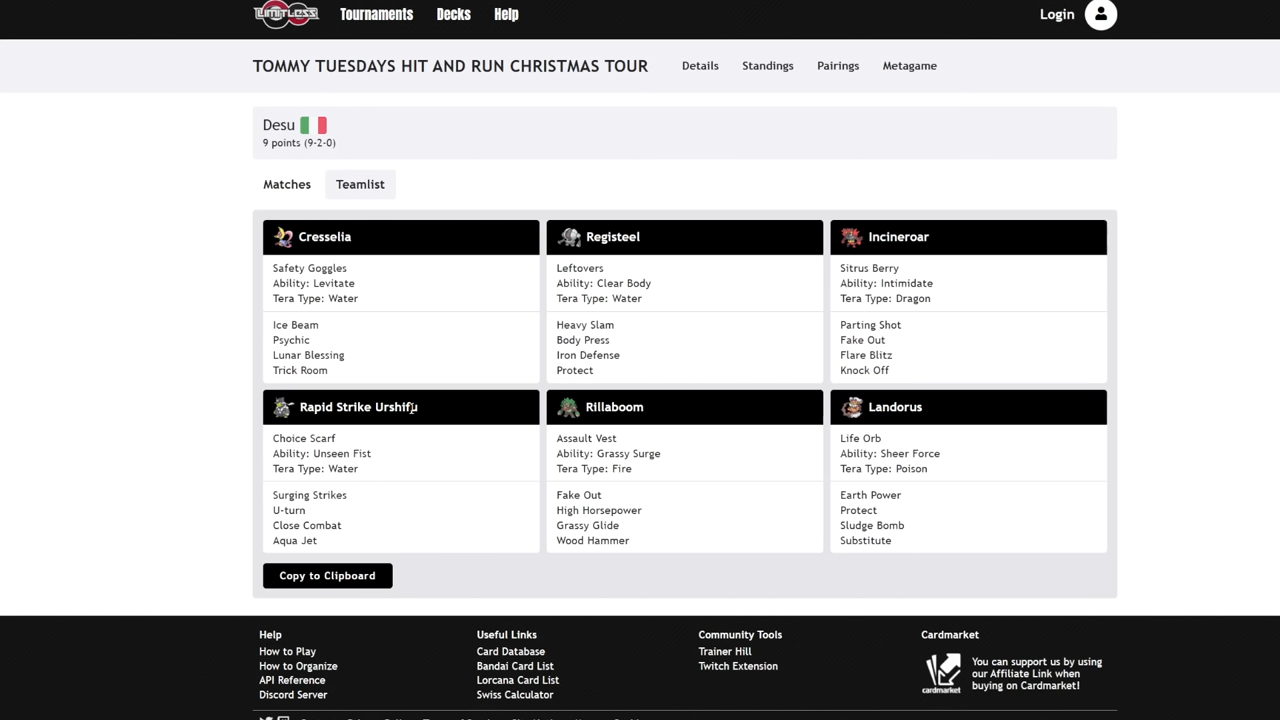 LIMITLESS
Tournaments
Decks
Help
Login
TOMMY TUESDAYS HIT AND RUN CHRISTMAS TOUR
Details
Standings
Pairings
Metagame
Desu
9 points (9-2-0)
Matches
Teamlist
Cresselia
Safety Goggles
Ability: Levitate
Tera Type: Water
Ice Beam
Psychic
Lunar Blessing
Trick Room
Registeel
Leftovers
Ability: Clear Body
Tera Type: Water
Heavy Slam
Body Press
Iron Defense
Protect
Incineroar
Sitrus Berry
Ability: Intimidate
Tera Type: Dragon
Parting Shot
Fake Out
Flare Blitz
Knock Off
Rapid Strike Urshifu
Choice Scarf
Ability: Unseen Fist
Tera Type: Water
Surging Strikes
U-turn
Close Combat
Aqua Jet
Rillaboom
Assault Vest
Ability: Grassy Surge
Tera Type: Fire
Fake Out
High Horsepower
Grassy Glide
Wood Hammer
Landorus
Life Orb
Ability: Sheer Force
Tera Type: Poison
Earth Power
Protect
Sludge Bomb
Substitute
Copy to Clipboard
Help
How to Play
How to Organize
API Reference
Discord Server
Useful Links
Card Database
Bandai Card List
Lorcana Card List
Swiss Calculator
Community Tools
Trainer Hill
Twitch Extension
Cardmarket
cardmarket
You can support us by using
our Affiliate Link when
buying on Cardmarket!